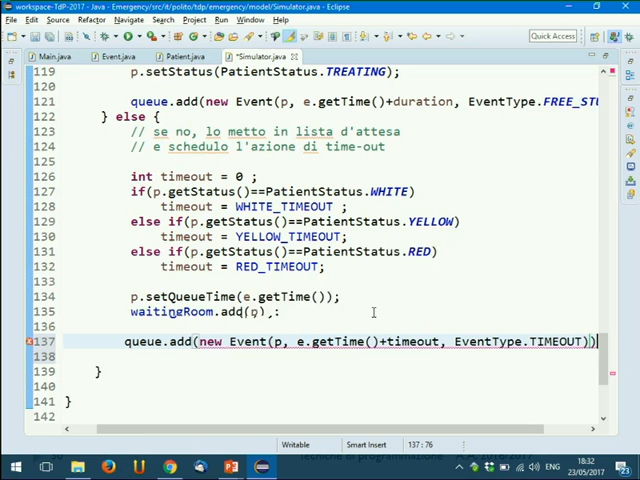 workspace-TdP-2017 - Java - Emergency/src/it/polito/tdp/emergency/model/Simulator.java - Eclipse
File Edit Source Refactor Navigate Search Project Run Window Help
Quick Access
Main.java Event.java Patient.java *Simulator.java
119 p.setStatus(PatientStatus.TREATING);
120
121 queue.add(new Event(p, e.getTime()+duration, EventType.FREE_STU
122 } else {
123 // se no, lo metto in lista d'attesa
124 // e schedulo l'azione di time-out
125
126 int timeout = 0 ;
127 if(p.getStatus()==PatientStatus.WHITE)
128 timeout = WHITE_TIMEOUT ;
129 else if(p.getStatus()==PatientStatus.YELLOW)
130 timeout = YELLOW_TIMEOUT;
131 else if(p.getStatus()==PatientStatus.RED)
132 timeout = RED_TIMEOUT;
133
134 p.setQueueTime(e.getTime());
135 waitingRoom.add(p) ;
136
137 queue.add(new Event(p, e.getTime()+timeout, EventType.TIMEOUT))
138
139 }
140
141 }
142
Writable Smart Insert 137 : 76
Tecniche di programmazione A.A. 2016/2017
18:32
23/05/2017